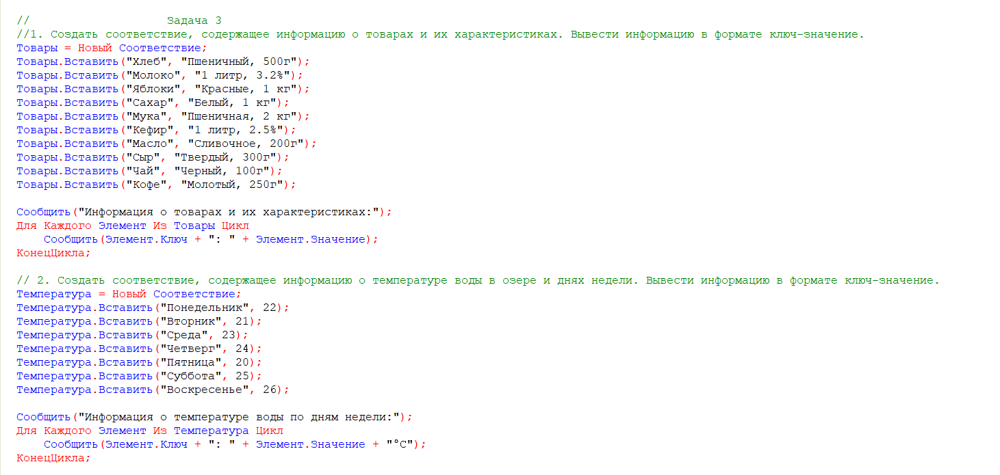 // Задача 3
//1. Создать соответствие, содержащее информацию о товарах и их характеристиках. Вывести информацию в формате ключ-значение.
Товары = Новый Соответствие;
Товары.Вставить("Хлеб", "Пшеничный, 500г");
Товары.Вставить("Молоко", "1 литр, 3.2%");
Товары.Вставить("Яблоки", "Красные, 1 кг");
Товары.Вставить("Сахар", "Белый, 1 кг");
Товары.Вставить("Мука", "Пшеничная, 2 кг");
Товары.Вставить("Кефир", "1 литр, 2.5%");
Товары.Вставить("Масло", "Сливочное, 200г");
Товары.Вставить("Сыр", "Твердый, 300г");
Товары.Вставить("Чай", "Черный, 100г");
Товары.Вставить("Кофе", "Молотый, 250г");
Сообщить("Информация о товарах и их характеристиках:");
Для Каждого Элемент Из Товары Цикл
Сообщить(Элемент.Ключ + ": " + Элемент.Значение);
КонецЦикла;
// 2. Создать соответствие, содержащее информацию о температуре воды в озере и днях недели. Вывести информацию в формате ключ-значение.
Температура = Новый Соответствие;
Температура.Вставить("Понедельник", 22);
Температура.Вставить("Вторник", 21);
Температура.Вставить("Среда", 23);
Температура.Вставить("Четверг", 24);
Температура.Вставить("Пятница", 20);
Температура.Вставить("Суббота", 25);
Температура.Вставить("Воскресенье", 26);
Сообщить("Информация о температуре воды по дням недели:");
Для Каждого Элемент Из Температура Цикл
Сообщить(Элемент.Ключ + ": " + Элемент.Значение + "°C");
КонецЦикла;